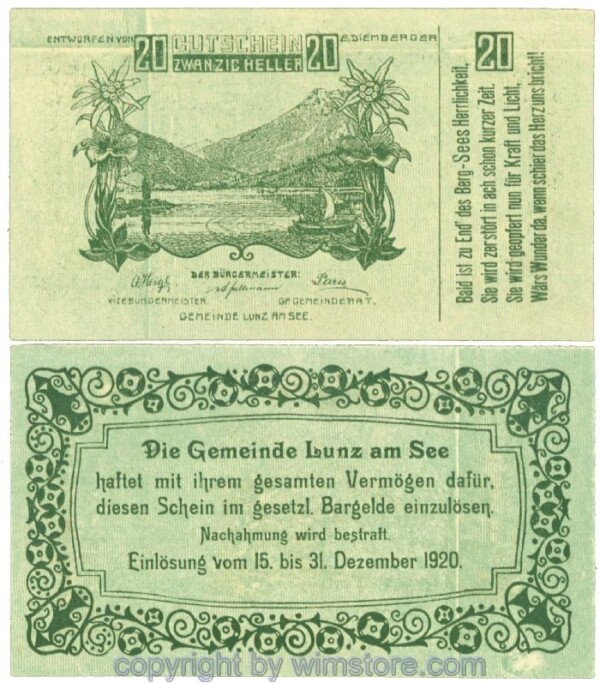 ENTWORFEN VON 20 GUTSCHEIN 20 E.DIEMBERGER
ZWANZIG HELLER
DER BÜRGERMEISTER:
VICEBÜRGERMEISTER. GF. GEMEINDERAT.
GEMEINDE LUNZ AM SEE.
20
Bald ist zu End' des Berg-Sees Herrlichkeit,
Sie wird zerstört in ach schon kurzer Zeit.
Sie wird geopfert nun für Kraft und Licht,
Wärs Wunder da, wenn schier das Herz uns bricht!
Die Gemeinde Lunz am See
haftet mit ihrem gesamten Vermögen dafür,
diesen Schein im gesetzl. Bargelde einzulösen.
Nachahmung wird bestraft.
Einlösung vom 15. bis 31. Dezember 1920.
copyright by wimstore.com